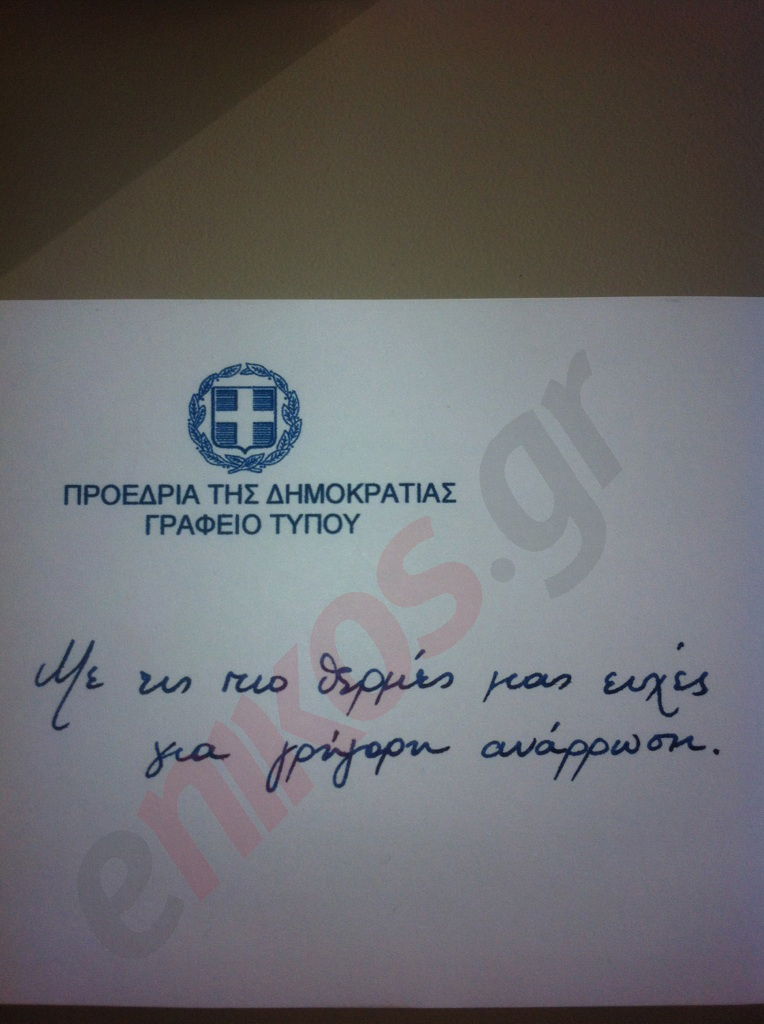 ΠΡΟΕΔΡΙΑ ΤΗΣ ΔΗΜΟΚΡΑΤΙΑΣ
ΓΡΑΦΕΙΟ ΤΥΠΟΥ
Με τις πιο θερμές μας ευχές
για γρήγορη ανάρρωση.
enikos.gr